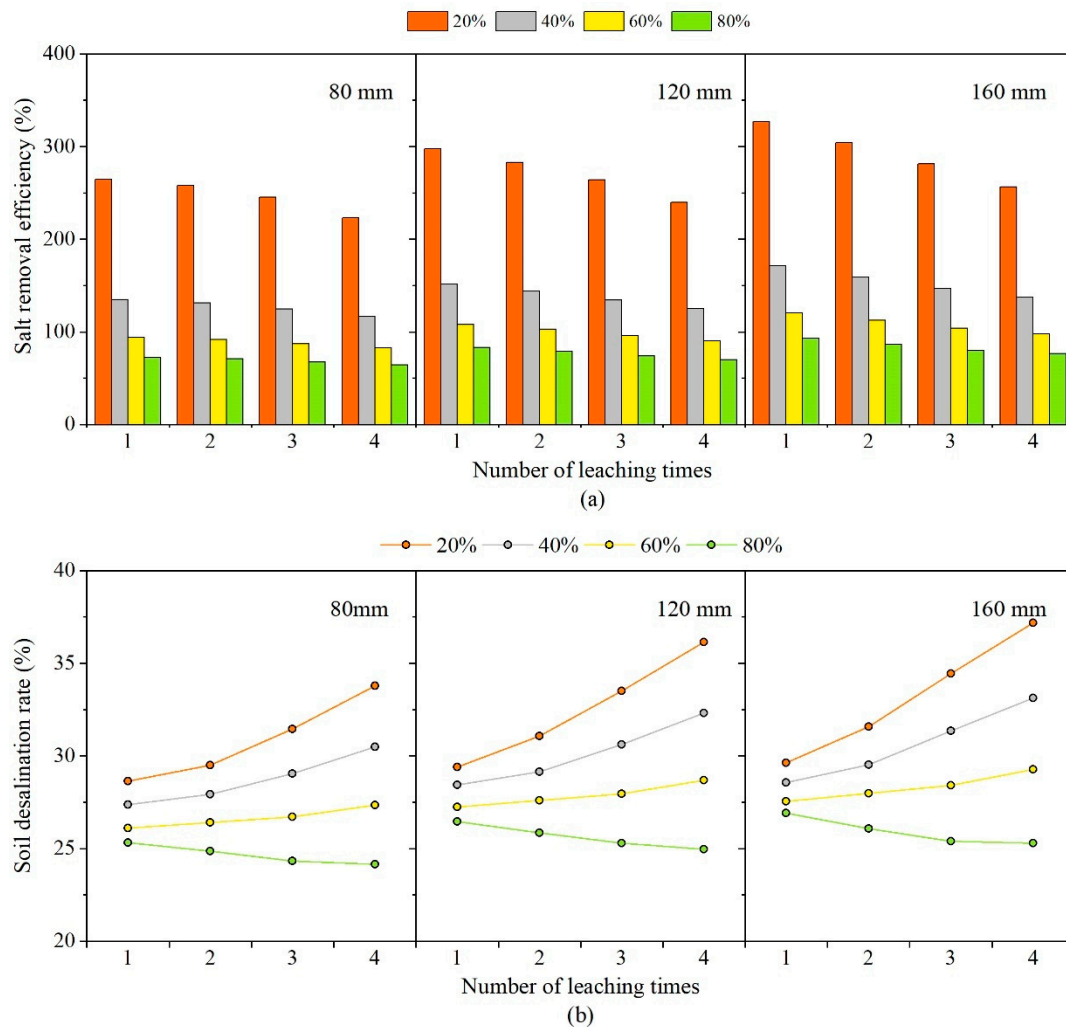 20% 40% 60% 80%
400
300
200
100
0
Salt removal efficiency (%)
80 mm 120 mm 160 mm
1 2 3 4 1 2 3 4 1 2 3 4
Number of leaching times
(a)
20% 40% 60% 80%
40
35
30
25
20
Soil desalination rate (%)
80mm 120 mm 160 mm
1 2 3 4 1 2 3 4 1 2 3 4
Number of leaching times
(b)